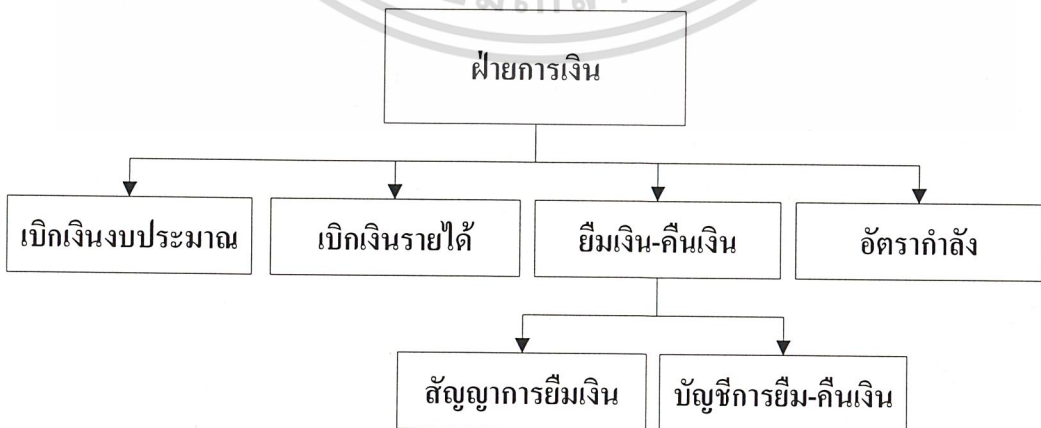 ฝ่ายการเงิน
เบิกเงินงบประมาณ
เบิกเงินรายได้
ยืมเงิน-คืนเงิน
อัตรากำลัง
สัญญาการยืมเงิน
บัญชีการยืม-คืนเงิน